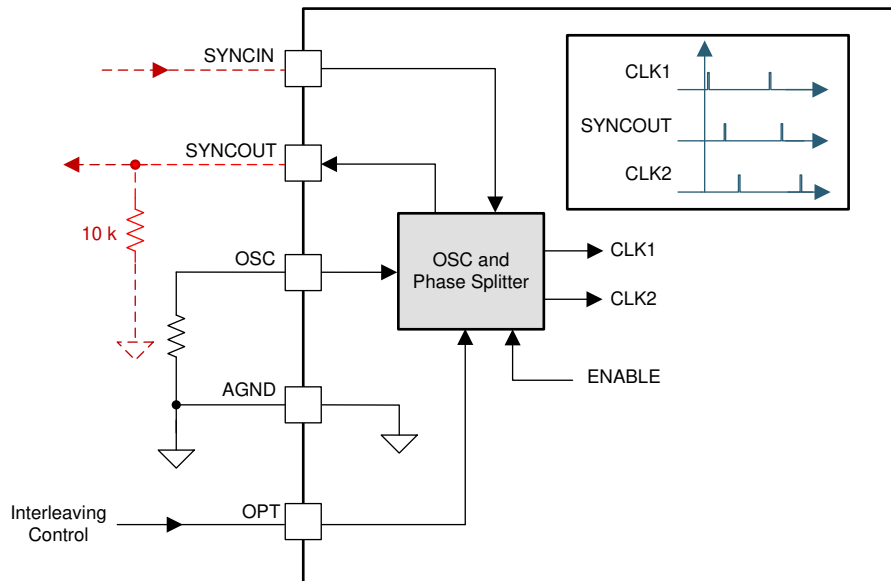 SYNCIN
CLK1
SYNCOUT
SYNCOUT
CLK2
10 k
OSC
OSC and
Phase Splitter
CLK1
CLK2
AGND
ENABLE
OPT
Interleaving
Control